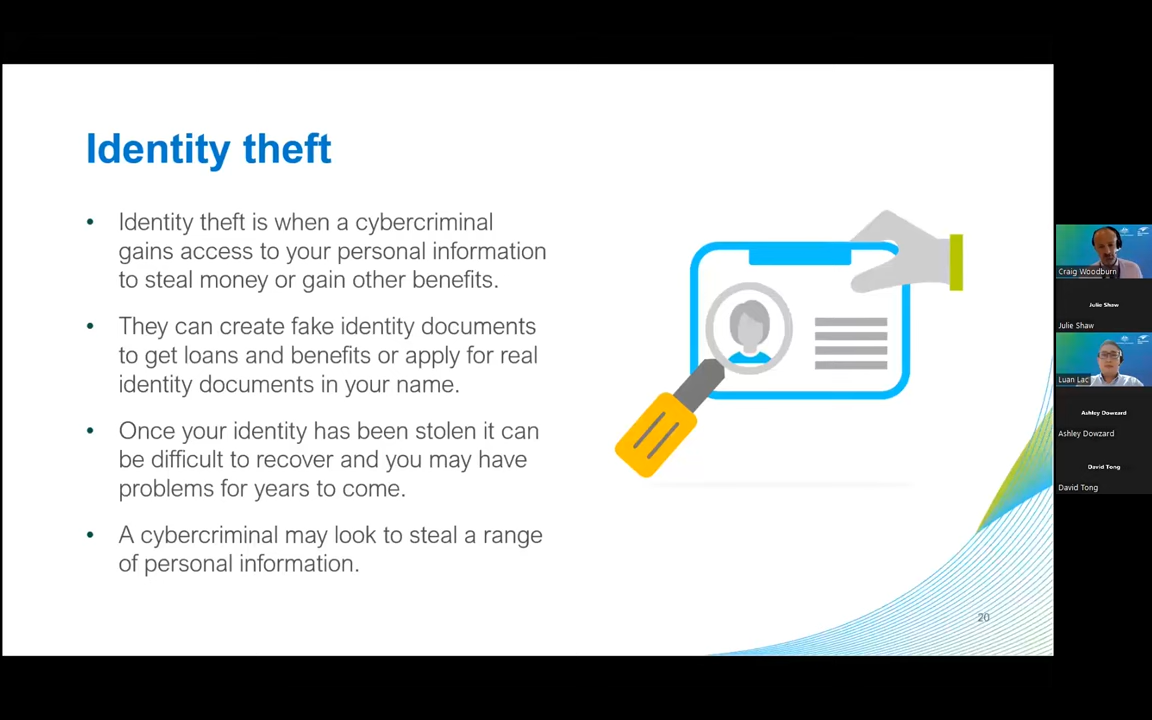 Identity theft
• Identity theft is when a cybercriminal
gains access to your personal information
to steal money or gain other benefits.
• They can create fake identity documents
to get loans and benefits or apply for real
identity documents in your name.
• Once your identity has been stolen it can
be difficult to recover and you may have
problems for years to come.
• A cybercriminal may look to steal a range
of personal information.
20
Craig Woodburn
Julie Shaw
Julie Shaw
Luan Lac
Ashley Dowzard
Ashley Dowzard
David Tong
David Tong